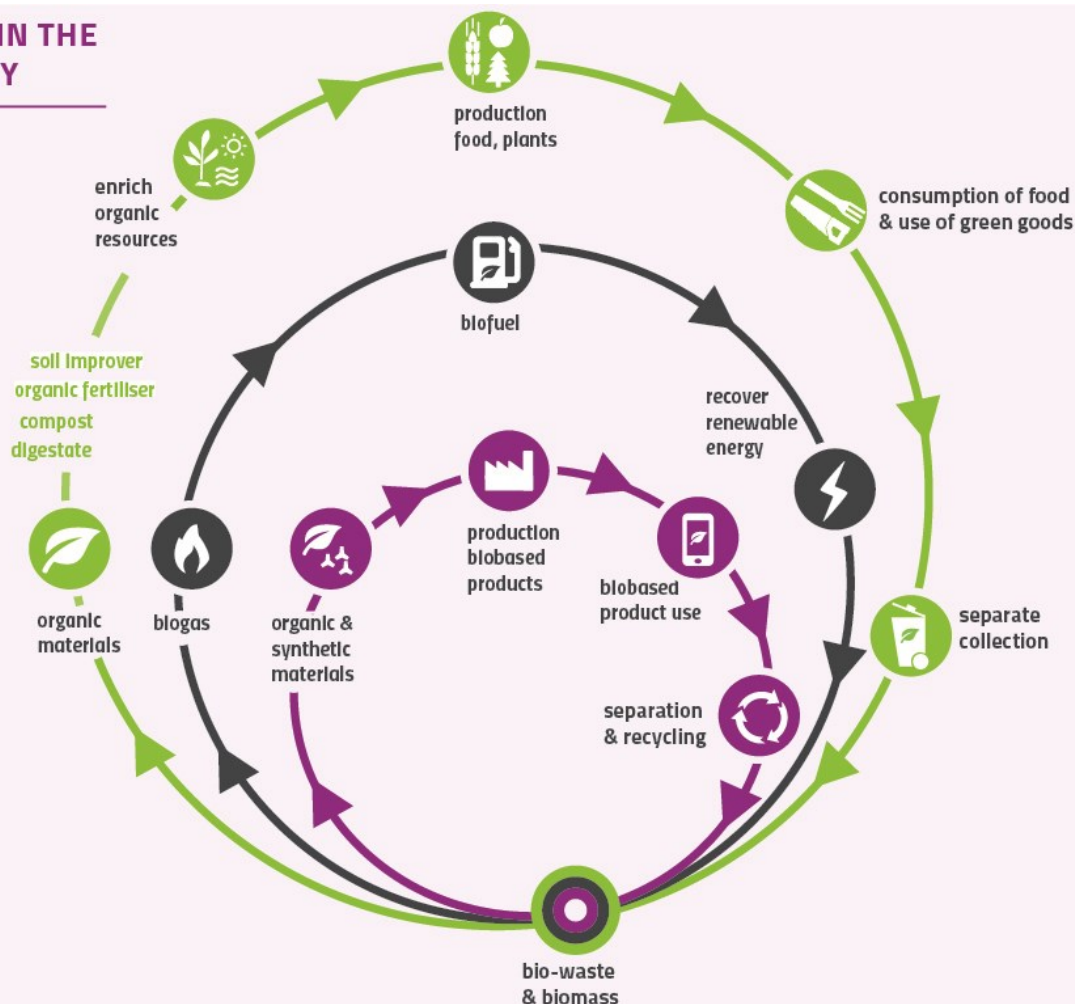 IN THE
Y
production
food, plants
enrich
organic
resources
consumption of food
& use of green goods
biofuel
soil improver
organic fertiliser
compost
digestate
recover
renewable
energy
production
biobased
products
biobased
product use
organic
materials
biogas
organic &
synthetic
materials
separate
collection
separation
& recycling
bio-waste
& biomass